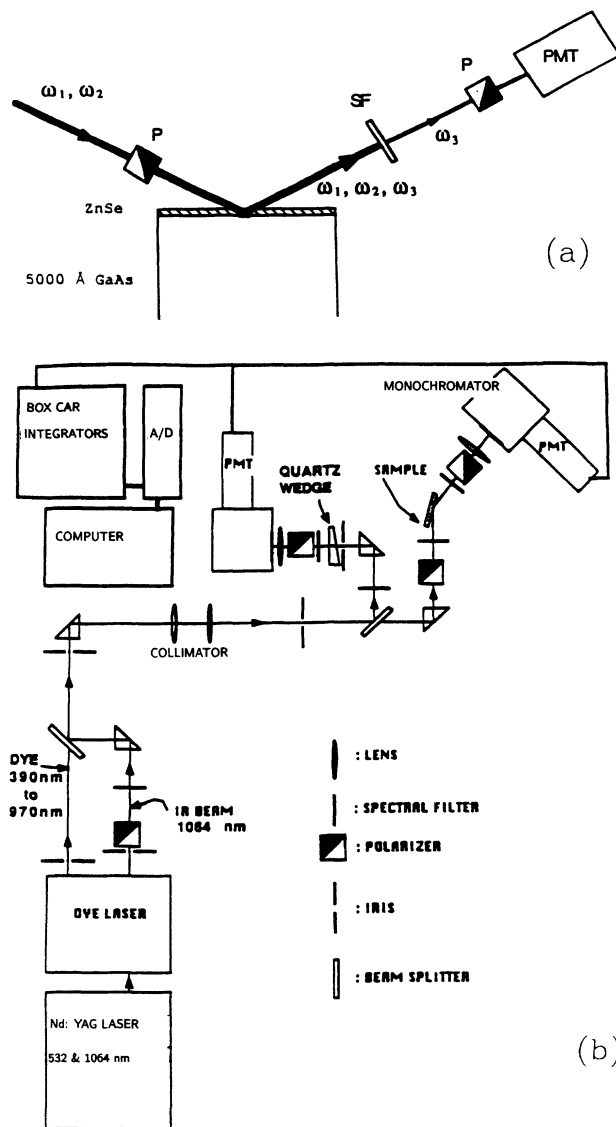 PMT
P
ω₁, ω₂
SF
P
ω₃
ω₁, ω₂, ω₃
ZnSe
5000 Å GaAs
(a)
MONOCHROMATOR
BOX CAR
INTEGRATORS
A/D
PMT
PMT
QUARTZ
WEDGE
SAMPLE
COMPUTER
COLLIMATOR
DYE
390nm
to
970nm
IR BEAM
1064 nm
: LENS
: SPECTRAL FILTER
: POLARIZER
: IRIS
: BEAM SPLITTER
DYE LASER
Nd: YAG LASER
532 & 1064 nm
(b)